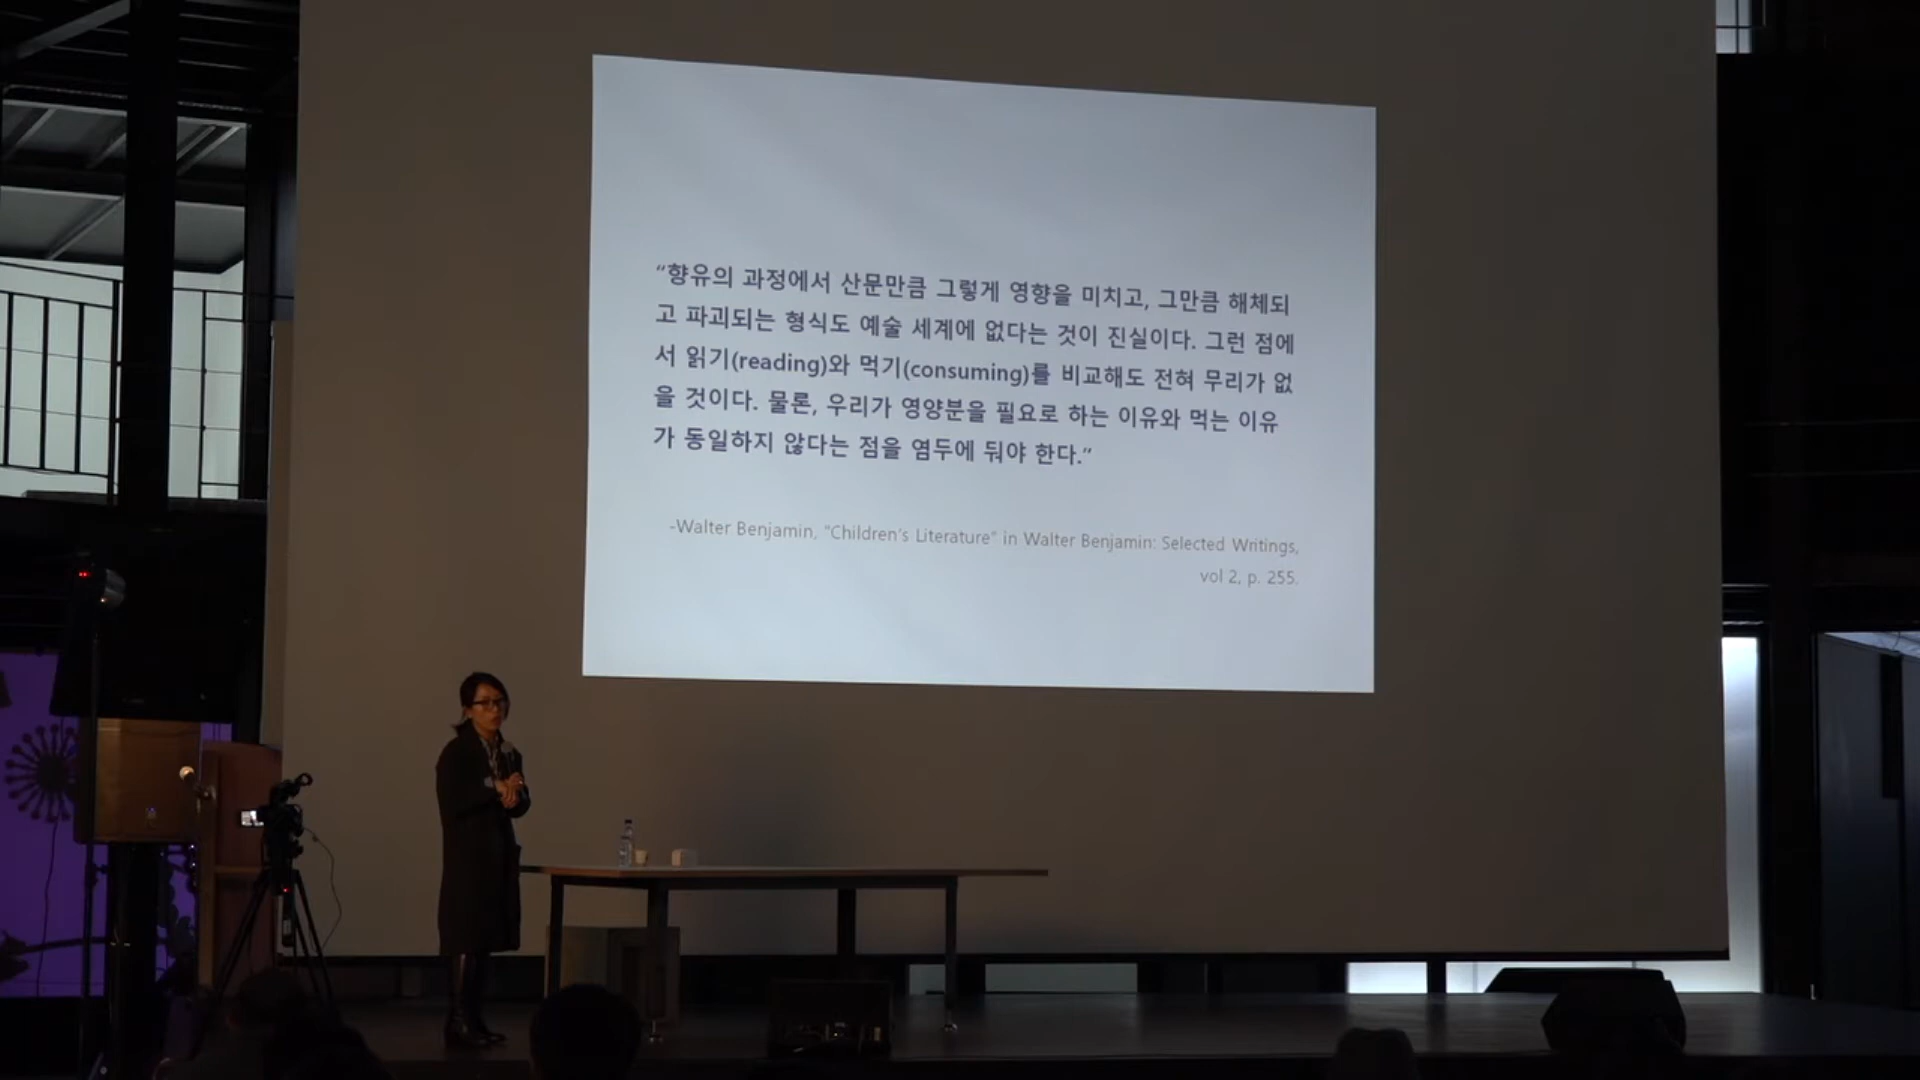 “향유의 과정에서 산문만큼 그렇게 영향을 미치고, 그만큼 해체되
고 파괴되는 형식도 예술 세계에 없다는 것이 진실이다. 그런 점에
서 읽기(reading)와 먹기(consuming)를 비교해도 전혀 무리가 없
을 것이다. 물론, 우리가 영양분을 필요로 하는 이유와 먹는 이유
가 동일하지 않다는 점을 염두에 둬야 한다.”
-Walter Benjamin, “Children’s Literature” in Walter Benjamin: Selected Writings,
vol 2, p. 255.